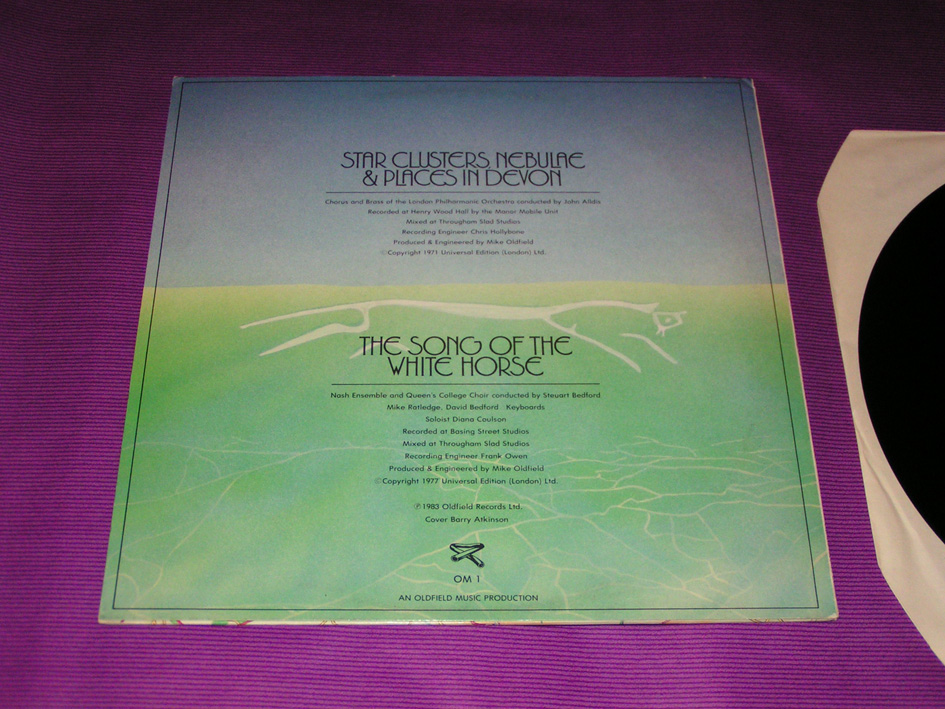 STAR CLUSTERS, NEBULAE
& PLACES IN DEVON
Chorus and Brass of the London Philharmonic Orchestra conducted by John Alldis
Recorded at Henry Wood Hall by the Manor Mobile Unit
Mixed at Througham Slad Studios
Recording Engineer Chris Hollybone
Produced & Engineered by Mike Oldfield
©Copyright 1971 Universal Edition (London) Ltd.
THE SONG OF THE
WHITE HORSE
Nash Ensemble and Queen's College Choir conducted by Steuart Bedford
Mike Ratledge, David Bedford Keyboards
Soloist Diana Coulson
Recorded at Basing Street Studios
Mixed at Througham Slad Studios
Recording Engineer Frank Owen
Produced & Engineered by Mike Oldfield
©Copyright 1977 Universal Edition (London) Ltd.
℗ 1983 Oldfield Records Ltd.
Cover Barry Atkinson
OM 1
AN OLDFIELD MUSIC PRODUCTION